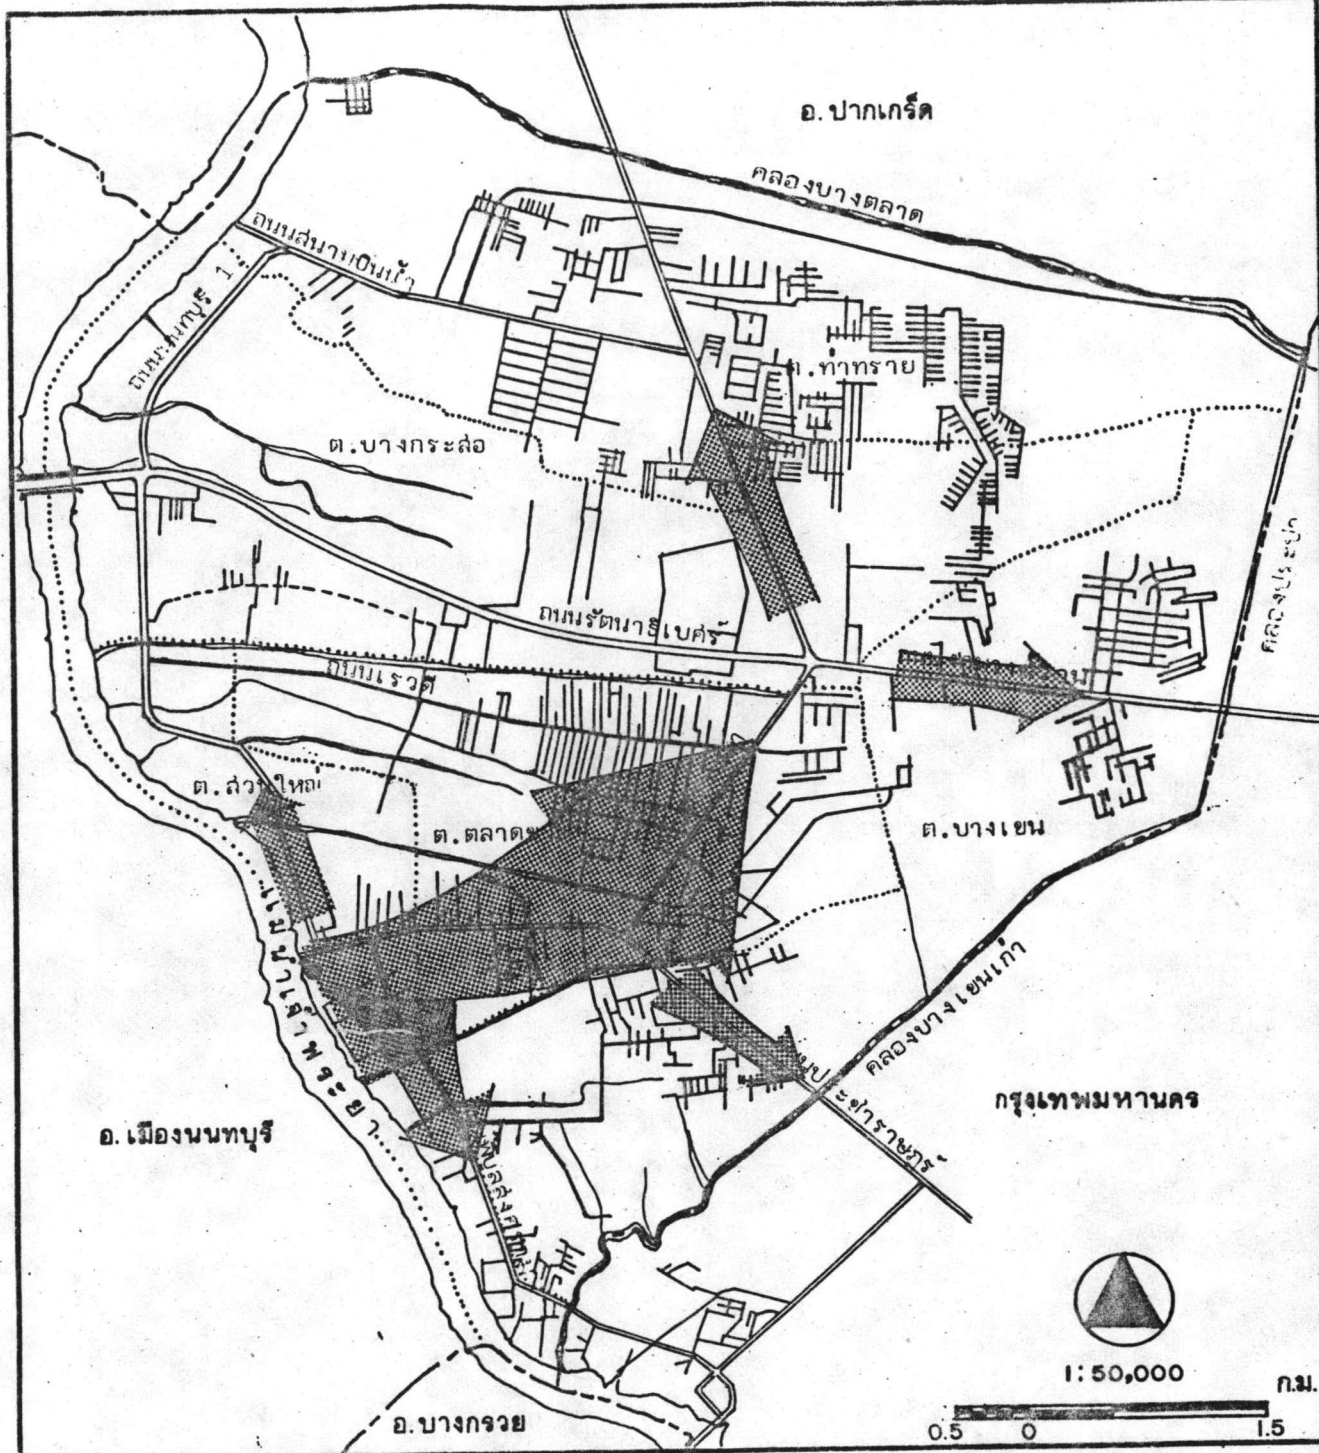 อ. ปากเกร็ด
คลองบางตลาด
ถนนสนามบินน้ำ
ถนนนนทบุรี 1
ต. ท่าทราย
ต. บางกระสอ
คลองประปา
ถนนรัตนาธิเบศร์
ถนนเรวดี
ต. สวนใหญ่
ต. ตลาดข
ต. บางเขน
แม่น้ำเจ้าพระยา
คลองบางเขนเก่า
นประชาราษฎร์
กรุงเทพมหานคร
อ. เมืองนนทบุรี
พิบูลสงคราม
1:50,000
ก.ม.
0.5 0 1.5
อ. บางกรวย